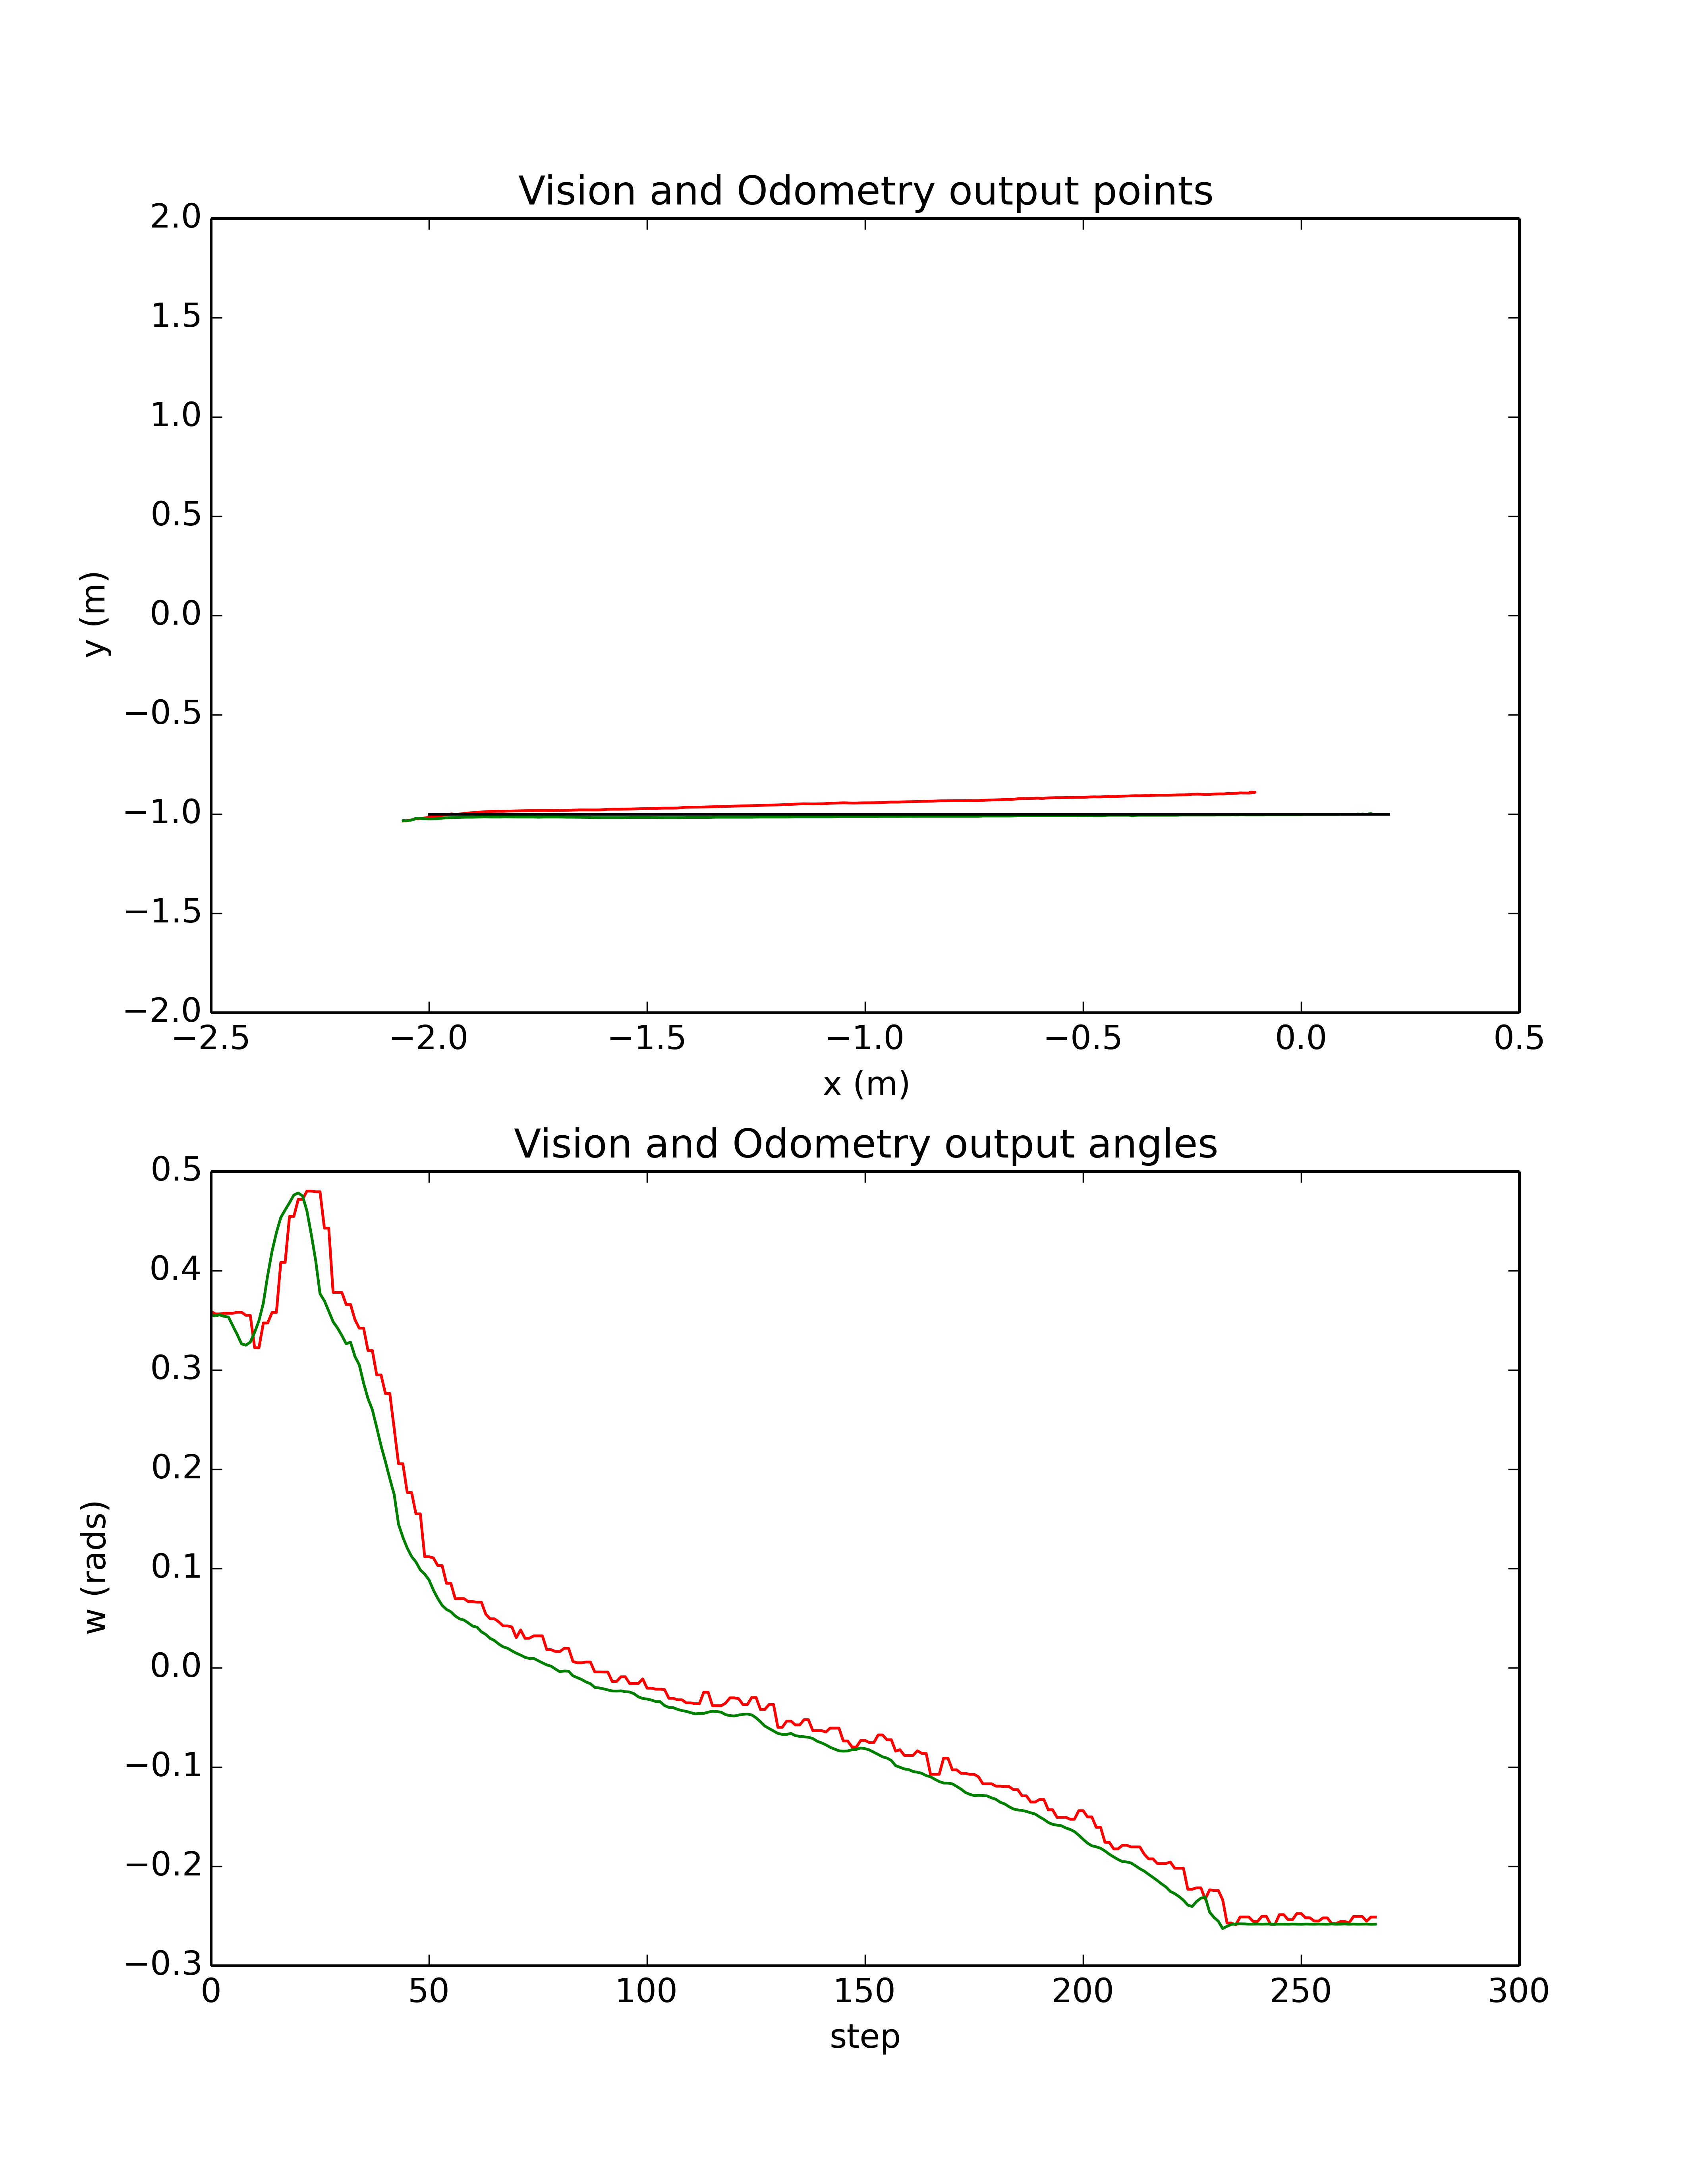 Vision and Odometry output points
2.0
1.5
1.0
0.5
0.0
−0.5
−1.0
−1.5
−2.0
y (m)
−2.5 −2.0 −1.5 −1.0 −0.5 0.0 0.5
x (m)
Vision and Odometry output angles
0.5
0.4
0.3
0.2
0.1
0.0
−0.1
−0.2
−0.3
w (rads)
0 50 100 150 200 250 300
step